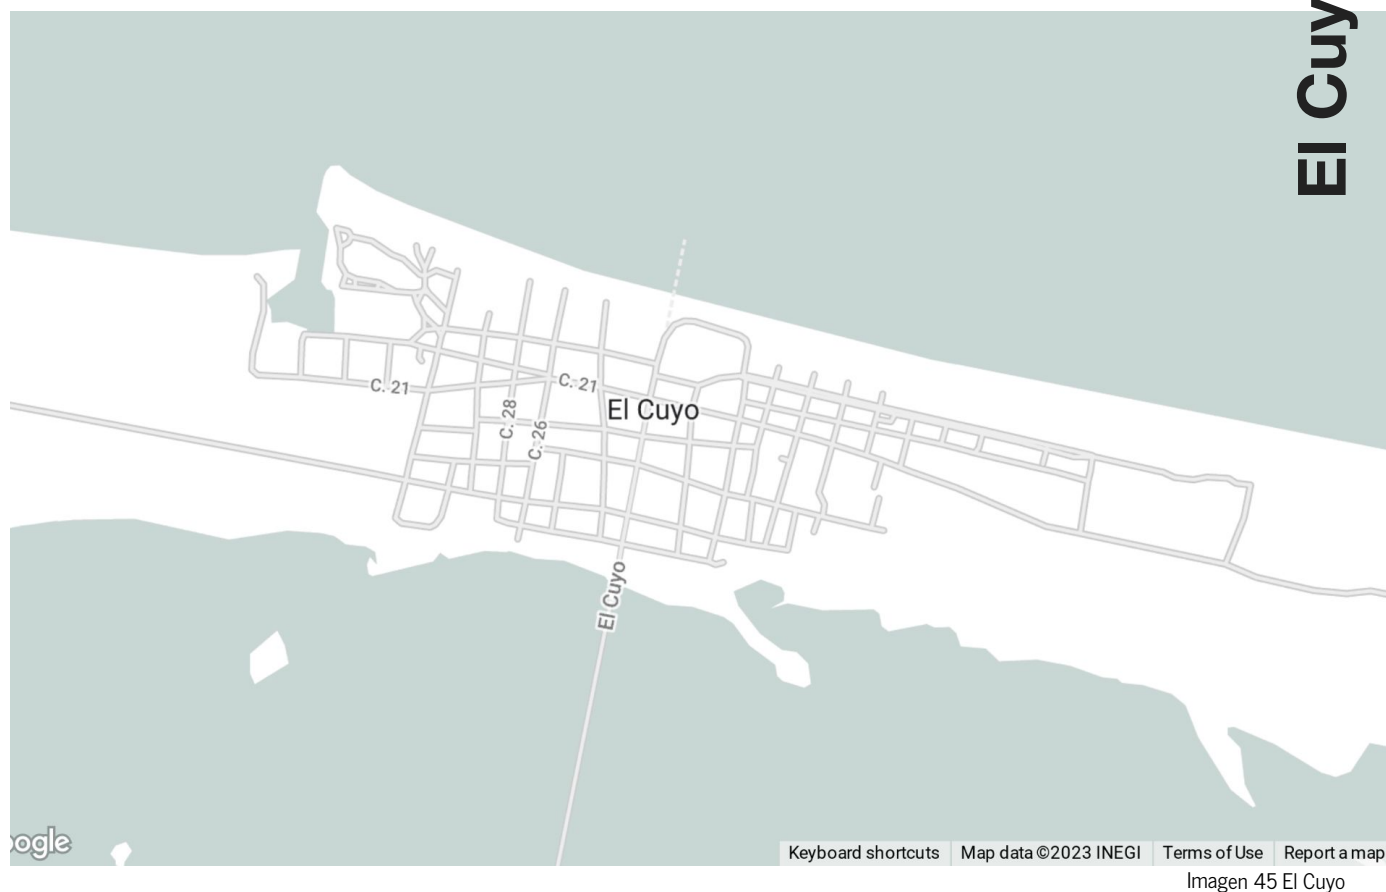 El Cuy
C. 21
C. 21
C. 28
El Cuyo
C. 26
El Cuyo
oogle
Keyboard shortcuts
Map data ©2023 INEGI
Terms of Use
Report a map
Imagen 45 El Cuyo